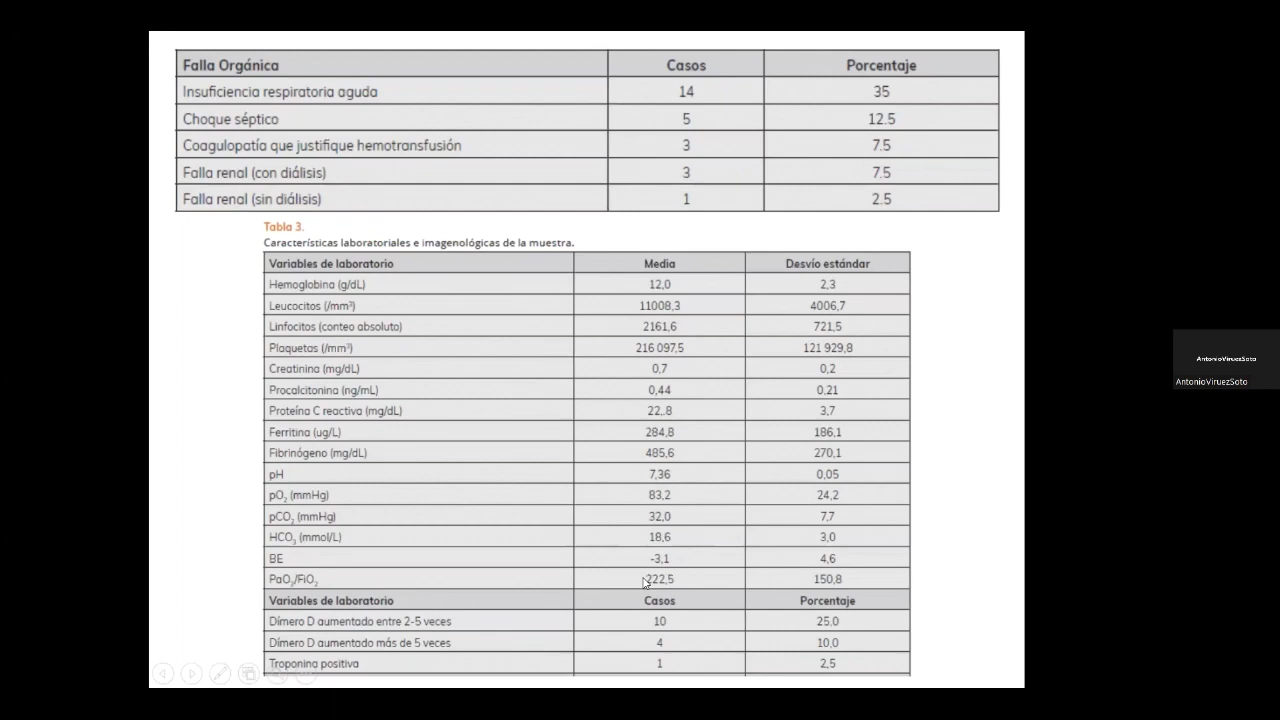 Falla Orgánica Casos Porcentaje
Insuficiencia respiratoria aguda 14 35
Choque séptico 5 12.5
Coagulopatía que justifique hemotransfusión 3 7.5
Falla renal (con diálisis) 3 7.5
Falla renal (sin diálisis) 1 2.5
Tabla 3.
Características laboratoriales e imagenológicas de la muestra.
Variables de laboratorio Media Desvío estándar
Hemoglobina (g/dL) 12,0 2,3
Leucocitos (/mm³) 11008,3 4006,7
Linfocitos (conteo absoluto) 2161,6 721,5
Plaquetas (/mm³) 216 097,5 121 929,8
Creatinina (mg/dL) 0,7 0,2
Procalcitonina (ng/mL) 0,44 0,21
Proteína C reactiva (mg/dL) 22,.8 3,7
Ferritina (ug/L) 284,8 186,1
Fibrinógeno (mg/dL) 485,6 270,1
pH 7,36 0,05
pO₂ (mmHg) 83,2 24,2
pCO₂ (mmHg) 32,0 7,7
HCO₃ (mmol/L) 18,6 3,0
BE -3,1 4,6
PaO₂/FiO₂ 222,5 150,8
Variables de laboratorio Casos Porcentaje
Dímero D aumentado entre 2-5 veces 10 25,0
Dímero D aumentado más de 5 veces 4 10,0
Troponina positiva 1 2,5
AntonioViruezSoto
AntonioViruezSoto